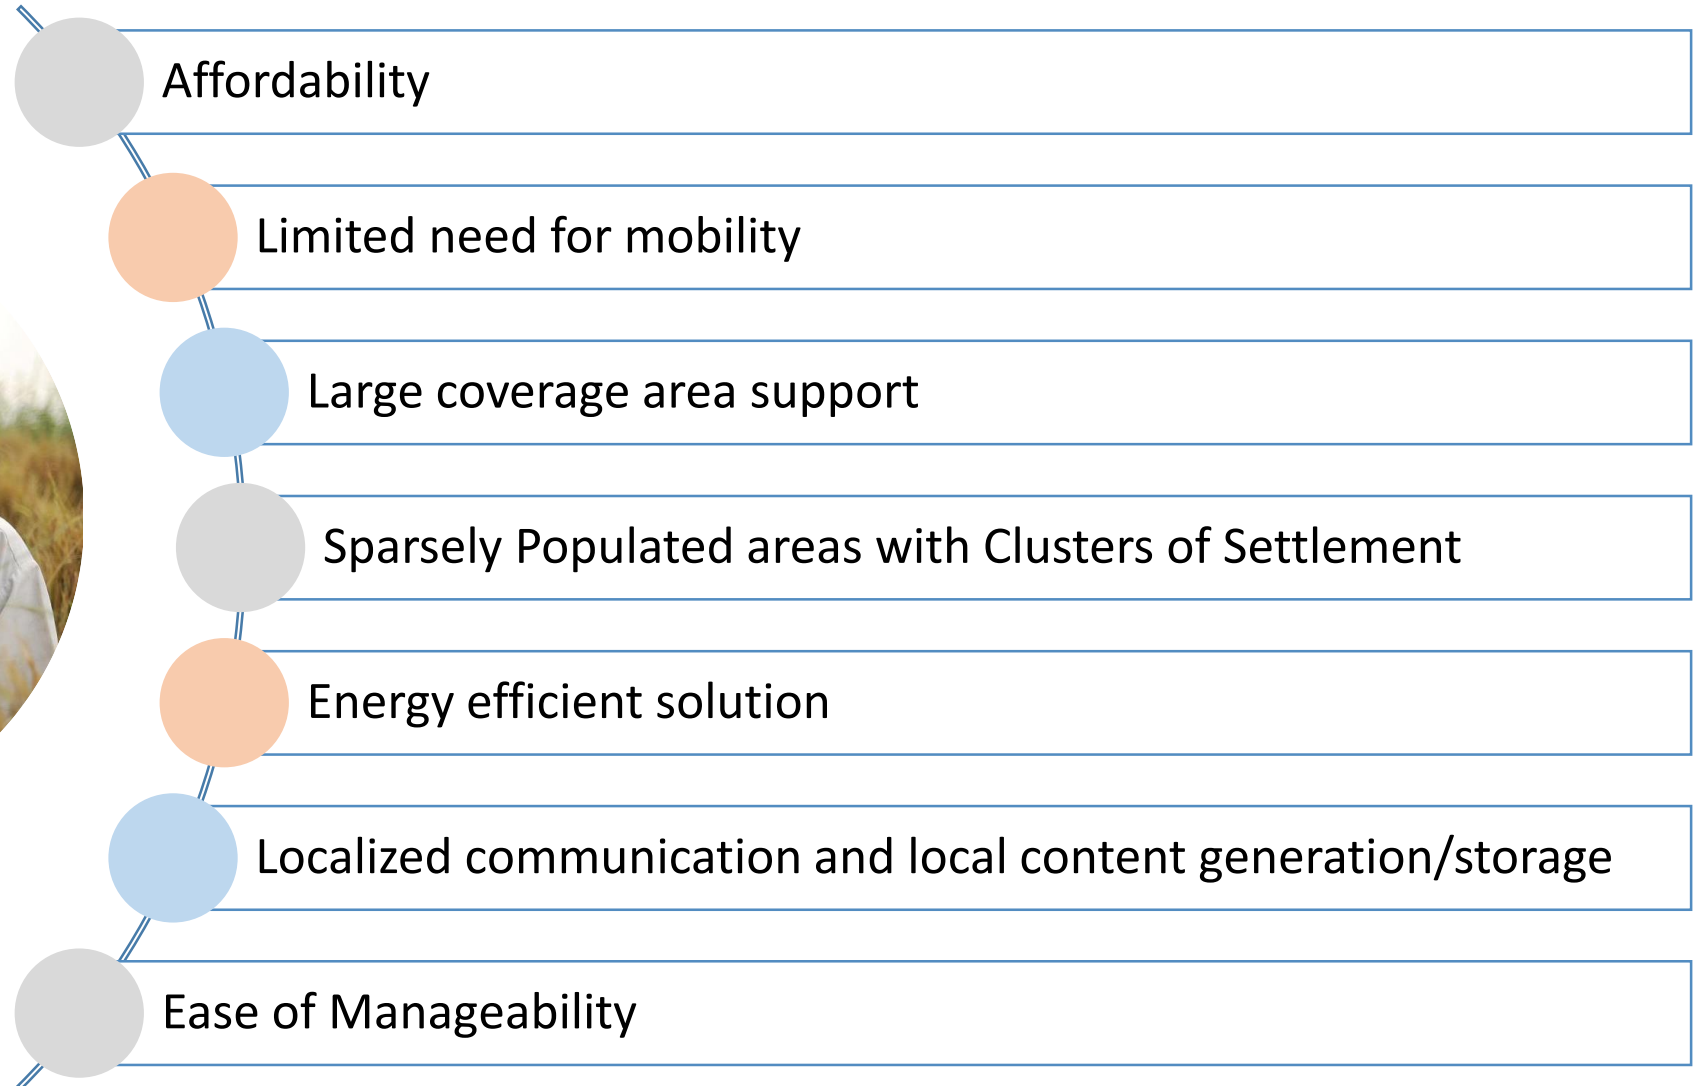 Affordability
Limited need for mobility
Large coverage area support
Sparsely Populated areas with Clusters of Settlement
Energy efficient solution
Localized communication and local content generation/storage
Ease of Manageability